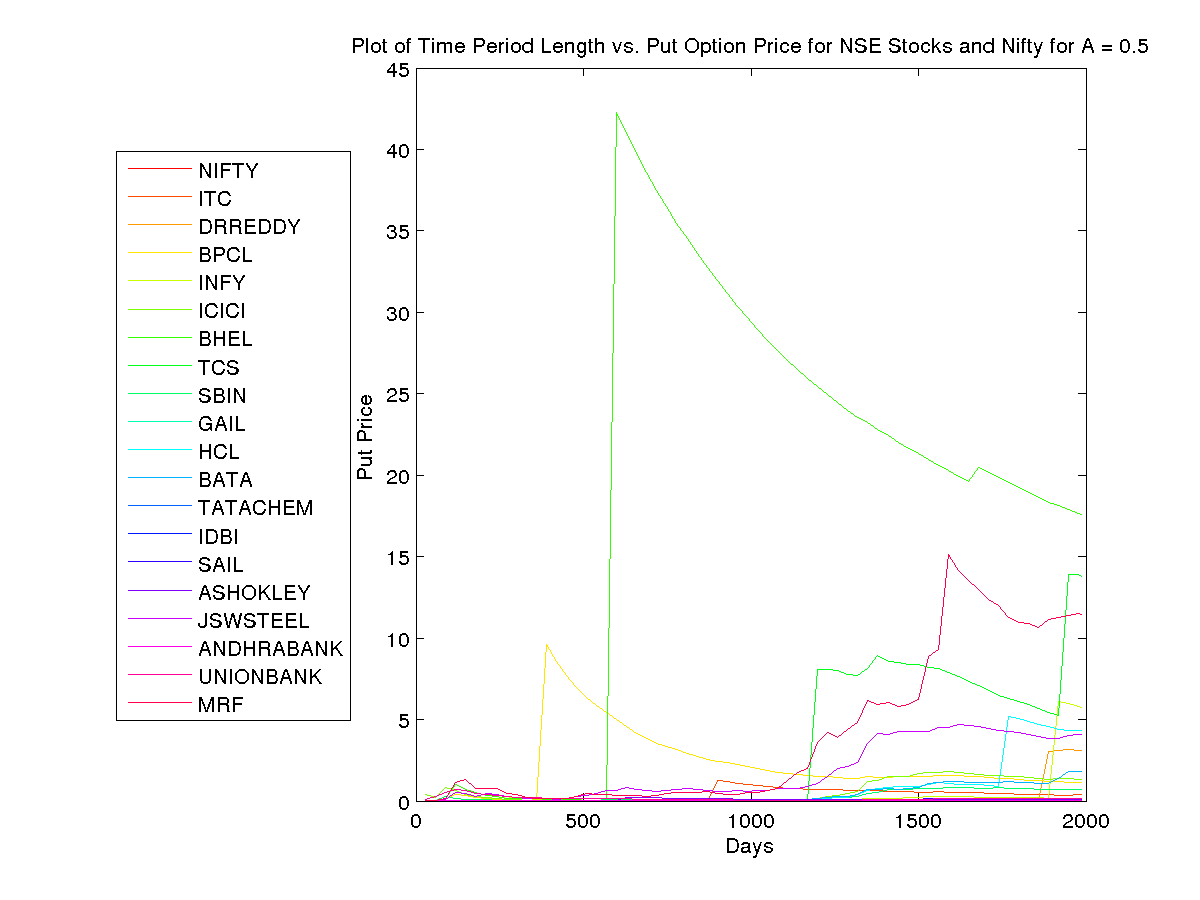 Plot of Time Period Length vs. Put Option Price for NSE Stocks and Nifty for A = 0.5
NIFTY
ITC
DRREDDY
BPCL
INFY
ICICI
BHEL
TCS
SBIN
GAIL
HCL
BATA
TATACHEM
IDBI
SAIL
ASHOKLEY
JSWSTEEL
ANDHRABANK
UNIONBANK
MRF
Put Price
45
40
35
30
25
20
15
10
5
0
0 500 1000 1500 2000
Days